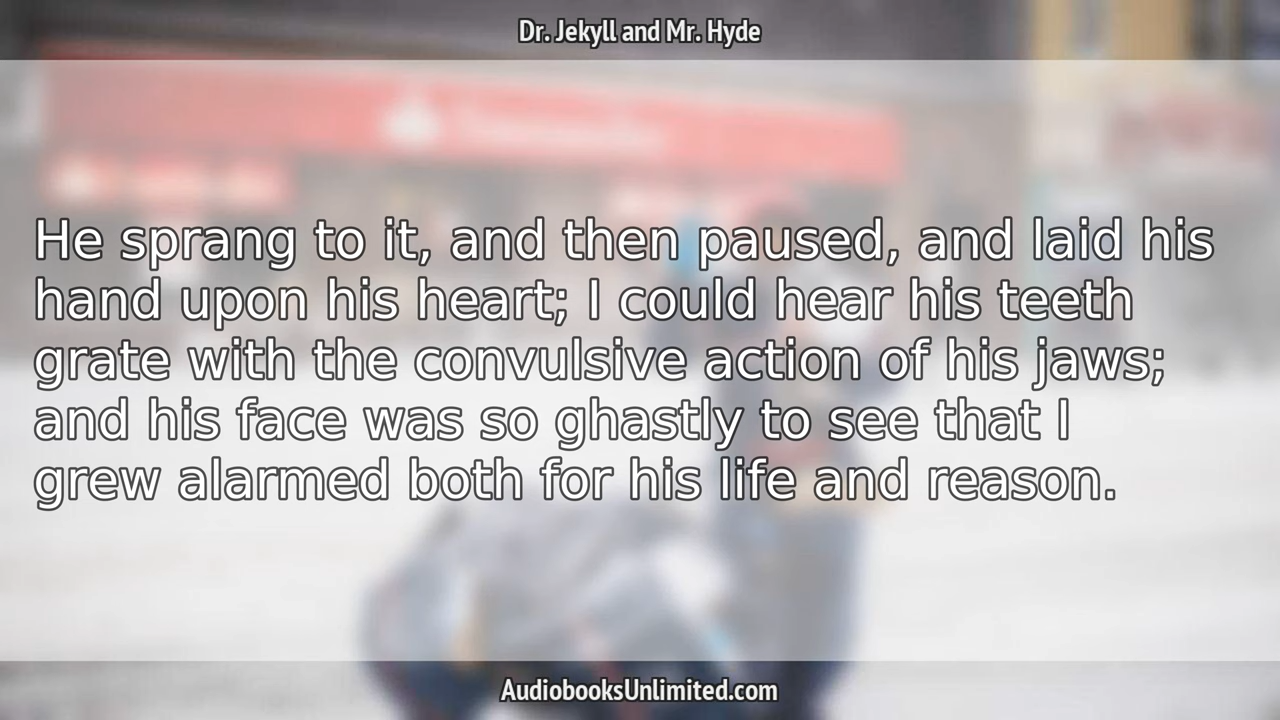 Dr. Jekyll and Mr. Hyde
He sprang to it, and then paused, and laid his
hand upon his heart; I could hear his teeth
grate with the convulsive action of his jaws;
and his face was so ghastly to see that I
grew alarmed both for his life and reason.
AudiobooksUnlimited.com